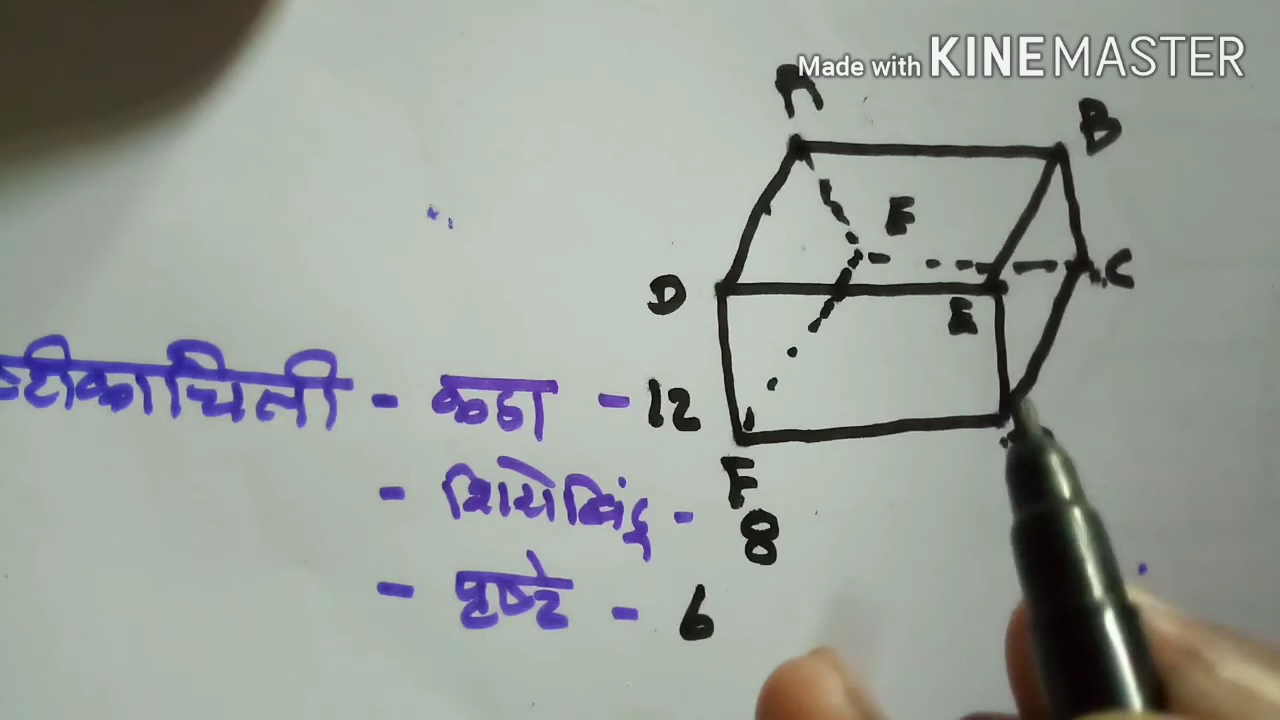 Made with KINEMASTER
A
B
E
C
D
E
ष्टीकाचिती - कडा - 12
F
- शिरोबिंदू - 8
- पृष्टे - 6